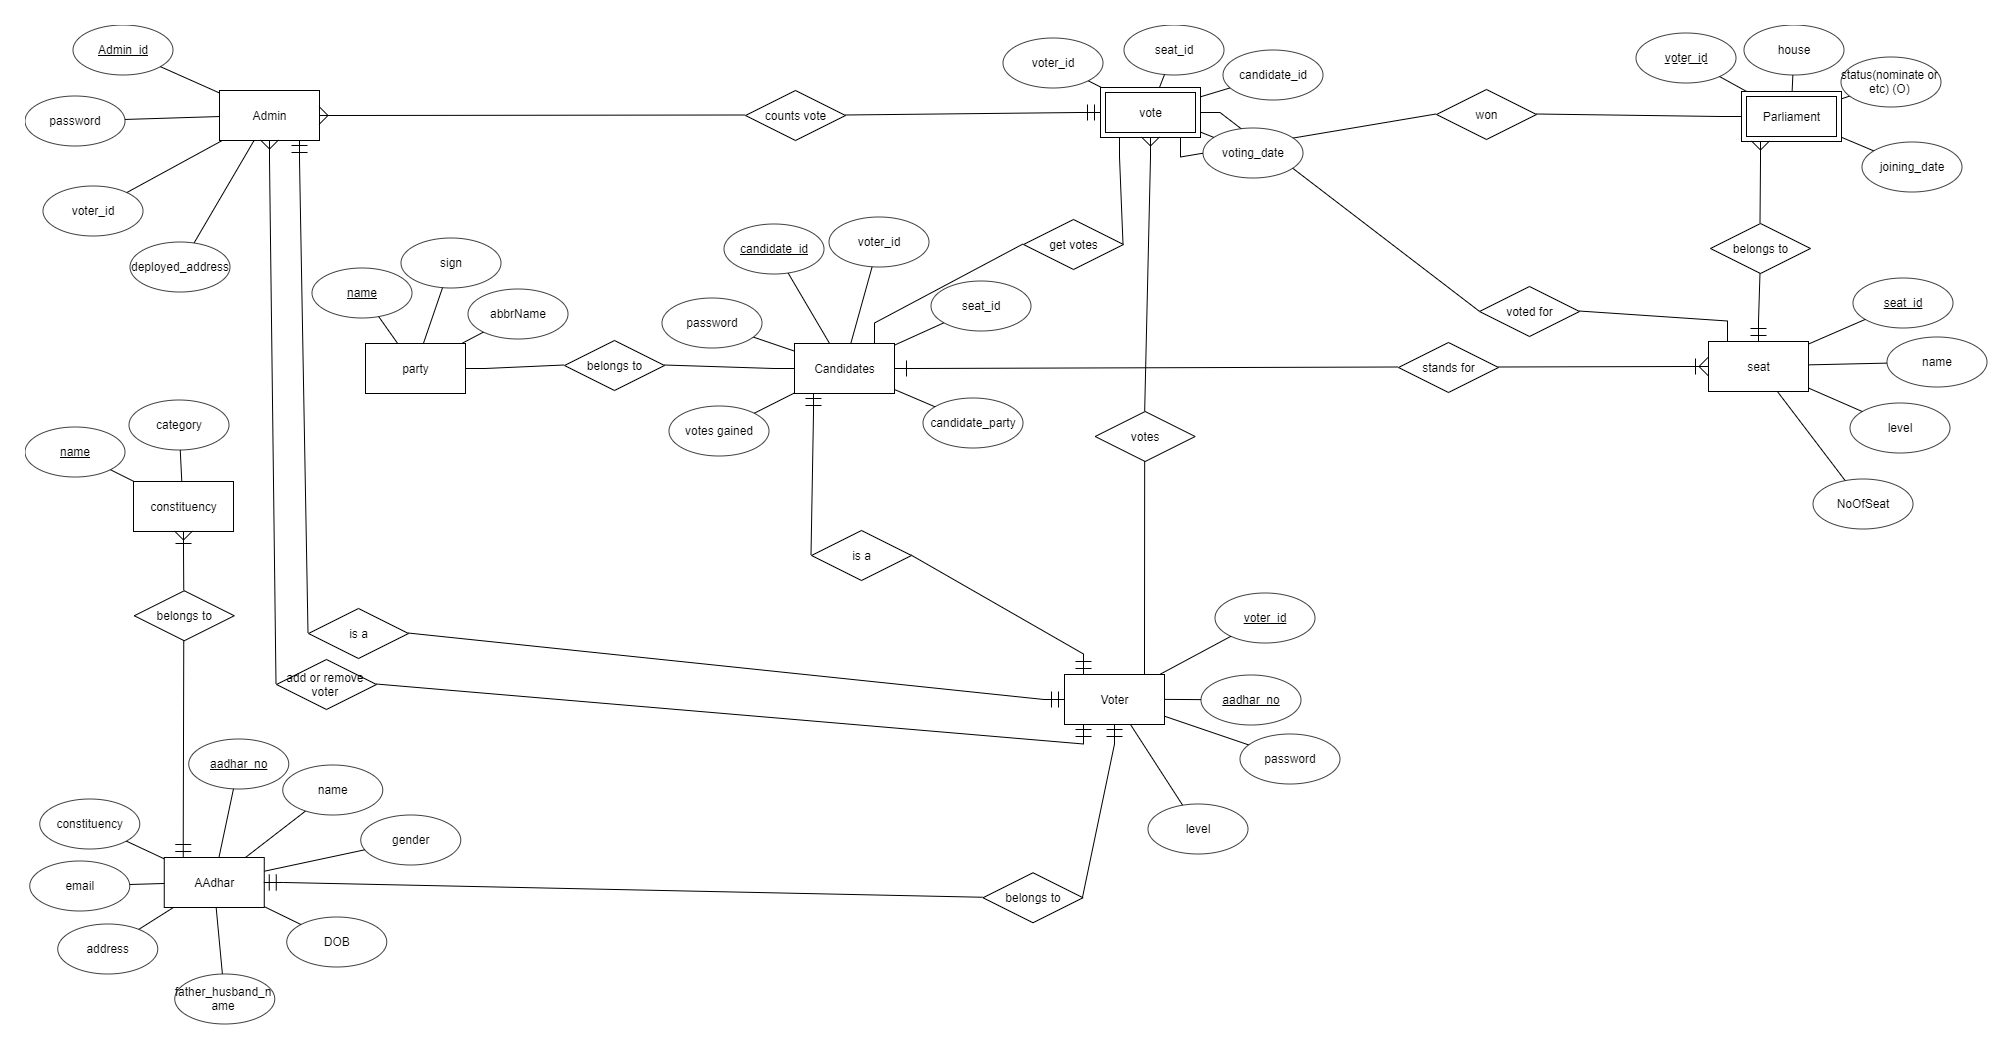 Admin_id
password
Admin
voter_id
deployed_address
counts vote
voter_id
seat_id
candidate_id
vote
voting_date
won
voter_id
house
status(nominate or
etc) (O)
Parliament
joining_date
belongs to
get votes
candidate_id
voter_id
seat_id
password
Candidates
votes gained
candidate_party
name
sign
abbrName
party
belongs to
voted for
stands for
seat_id
name
seat
level
NoOfSeat
votes
category
name
constituency
belongs to
is a
is a
add or remove
voter
voter_id
aadhar_no
Voter
password
level
aadhar_no
name
constituency
gender
email
AAdhar
address
DOB
father_husband_n
ame
belongs to